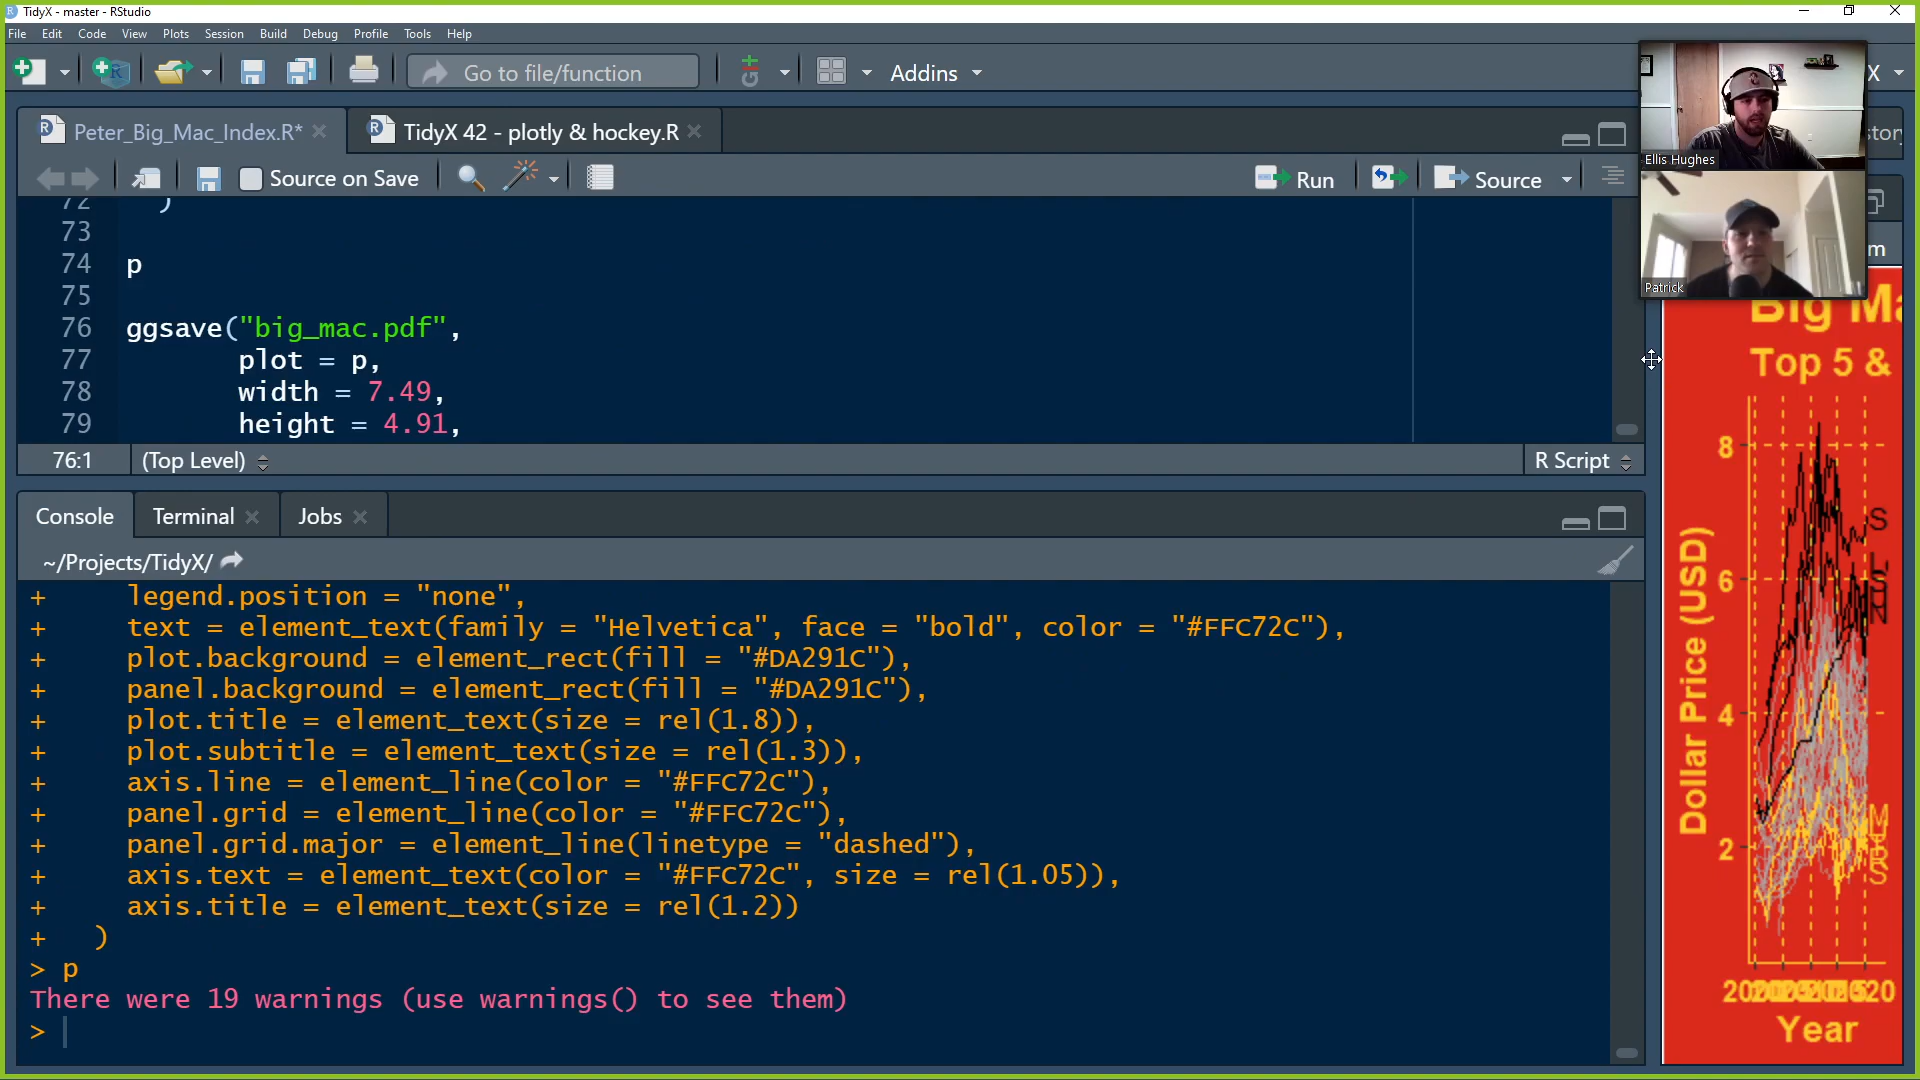 TidyX - master - RStudio
File Edit Code View Plots Session Build Debug Profile Tools Help
Go to file/function
Addins
X
Peter_Big_Mac_Index.R*
TidyX 42 - plotly & hockey.R
Source on Save
Run
Source
Ellis Hughes
Patrick
72 )
73
74 p
75
76 ggsave("big_mac.pdf",
77 plot = p,
78 width = 7.49,
79 height = 4.91,
76:1 (Top Level)
R Script
Console Terminal Jobs
~/Projects/TidyX/
+ legend.position = "none",
+ text = element_text(family = "Helvetica", face = "bold", color = "#FFC72C"),
+ plot.background = element_rect(fill = "#DA291C"),
+ panel.background = element_rect(fill = "#DA291C"),
+ plot.title = element_text(size = rel(1.8)),
+ plot.subtitle = element_text(size = rel(1.3)),
+ axis.line = element_line(color = "#FFC72C"),
+ panel.grid = element_line(color = "#FFC72C"),
+ panel.grid.major = element_line(linetype = "dashed"),
+ axis.text = element_text(color = "#FFC72C", size = rel(1.05)),
+ axis.title = element_text(size = rel(1.2))
+ )
> p
There were 19 warnings (use warnings() to see them)
>
Big Ma
Top 5 &
Dollar Price (USD)
8
6
4
2
Year